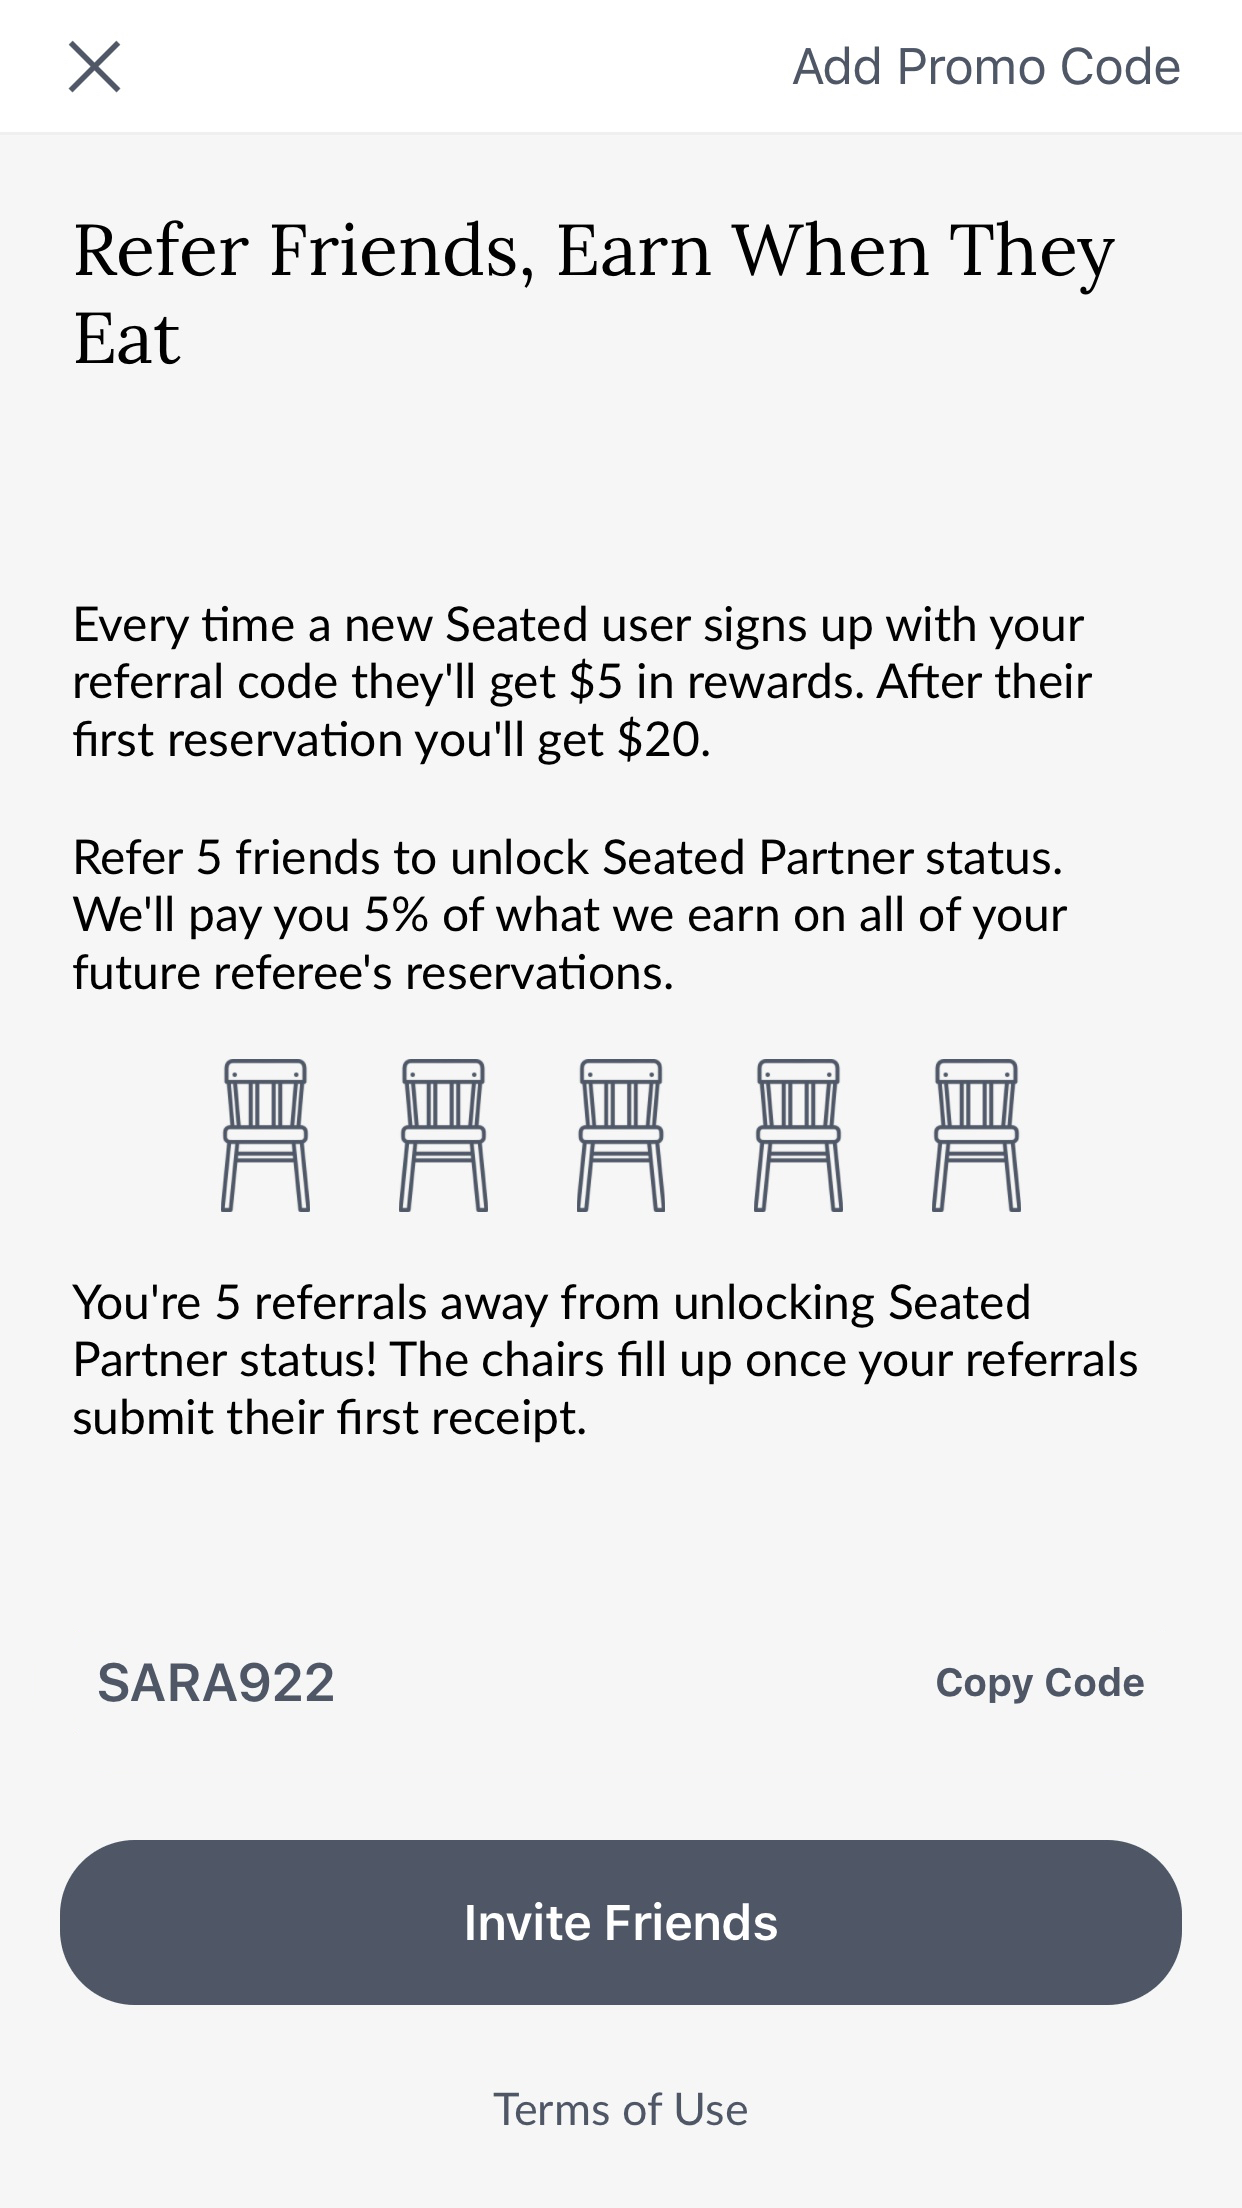 Add Promo Code
Refer Friends, Earn When They
Eat
Every time a new Seated user signs up with your
referral code they'll get $5 in rewards. After their
first reservation you'll get $20.
Refer 5 friends to unlock Seated Partner status.
We'll pay you 5% of what we earn on all of your
future referee's reservations.
You're 5 referrals away from unlocking Seated
Partner status! The chairs fill up once your referrals
submit their first receipt.
SARA922
Copy Code
Invite Friends
Terms of Use